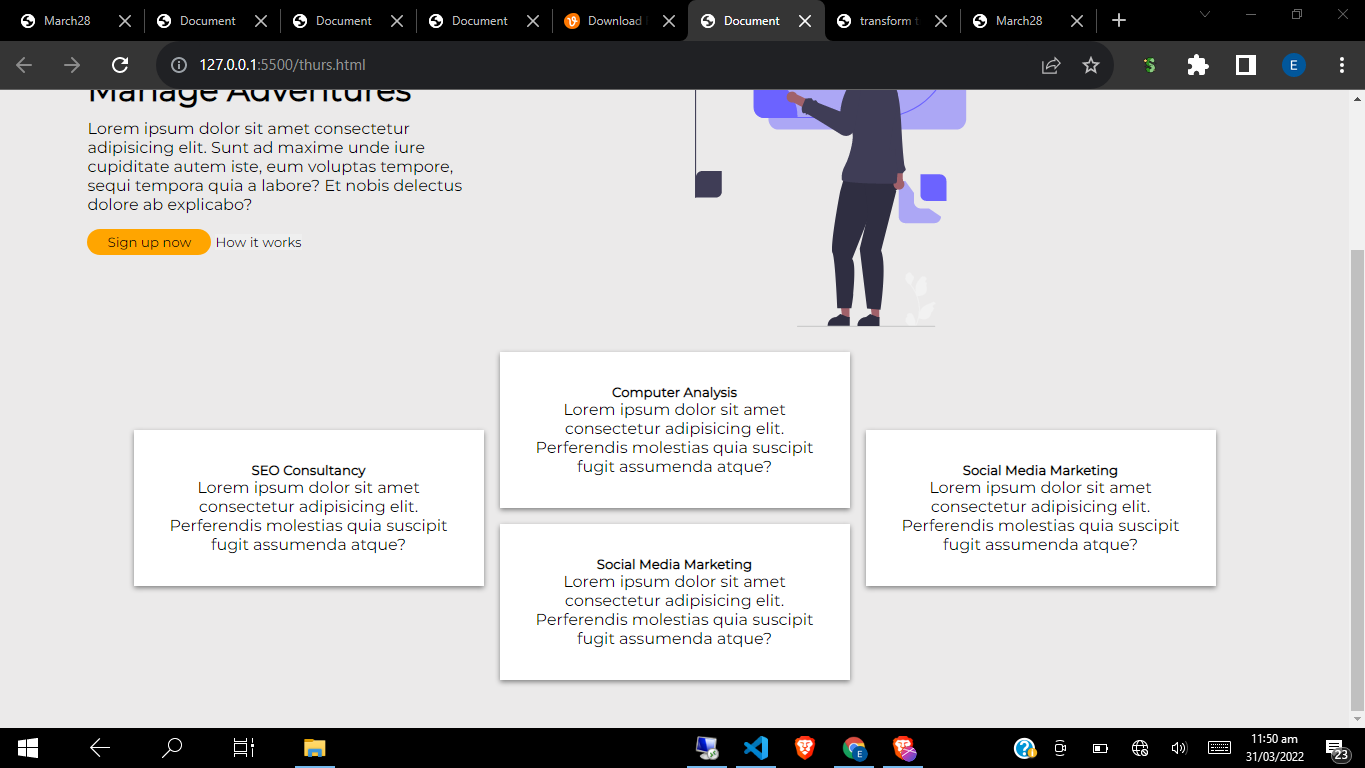 March28
Document
Document
Document
Download
Document
transform
March28
127.0.0.1:5500/thurs.html
E
Manage Adventures
Lorem ipsum dolor sit amet consectetur
adipisicing elit. Sunt ad maxime unde iure
cupiditate autem iste, eum voluptas tempore,
sequi tempora quia a labore? Et nobis delectus
dolore ab explicabo?
Sign up now
How it works
Computer Analysis
Lorem ipsum dolor sit amet
consectetur adipisicing elit.
Perferendis molestias quia suscipit
fugit assumenda atque?
SEO Consultancy
Lorem ipsum dolor sit amet
consectetur adipisicing elit.
Perferendis molestias quia suscipit
fugit assumenda atque?
Social Media Marketing
Lorem ipsum dolor sit amet
consectetur adipisicing elit.
Perferendis molestias quia suscipit
fugit assumenda atque?
Social Media Marketing
Lorem ipsum dolor sit amet
consectetur adipisicing elit.
Perferendis molestias quia suscipit
fugit assumenda atque?
11:50 am
31/03/2022
23